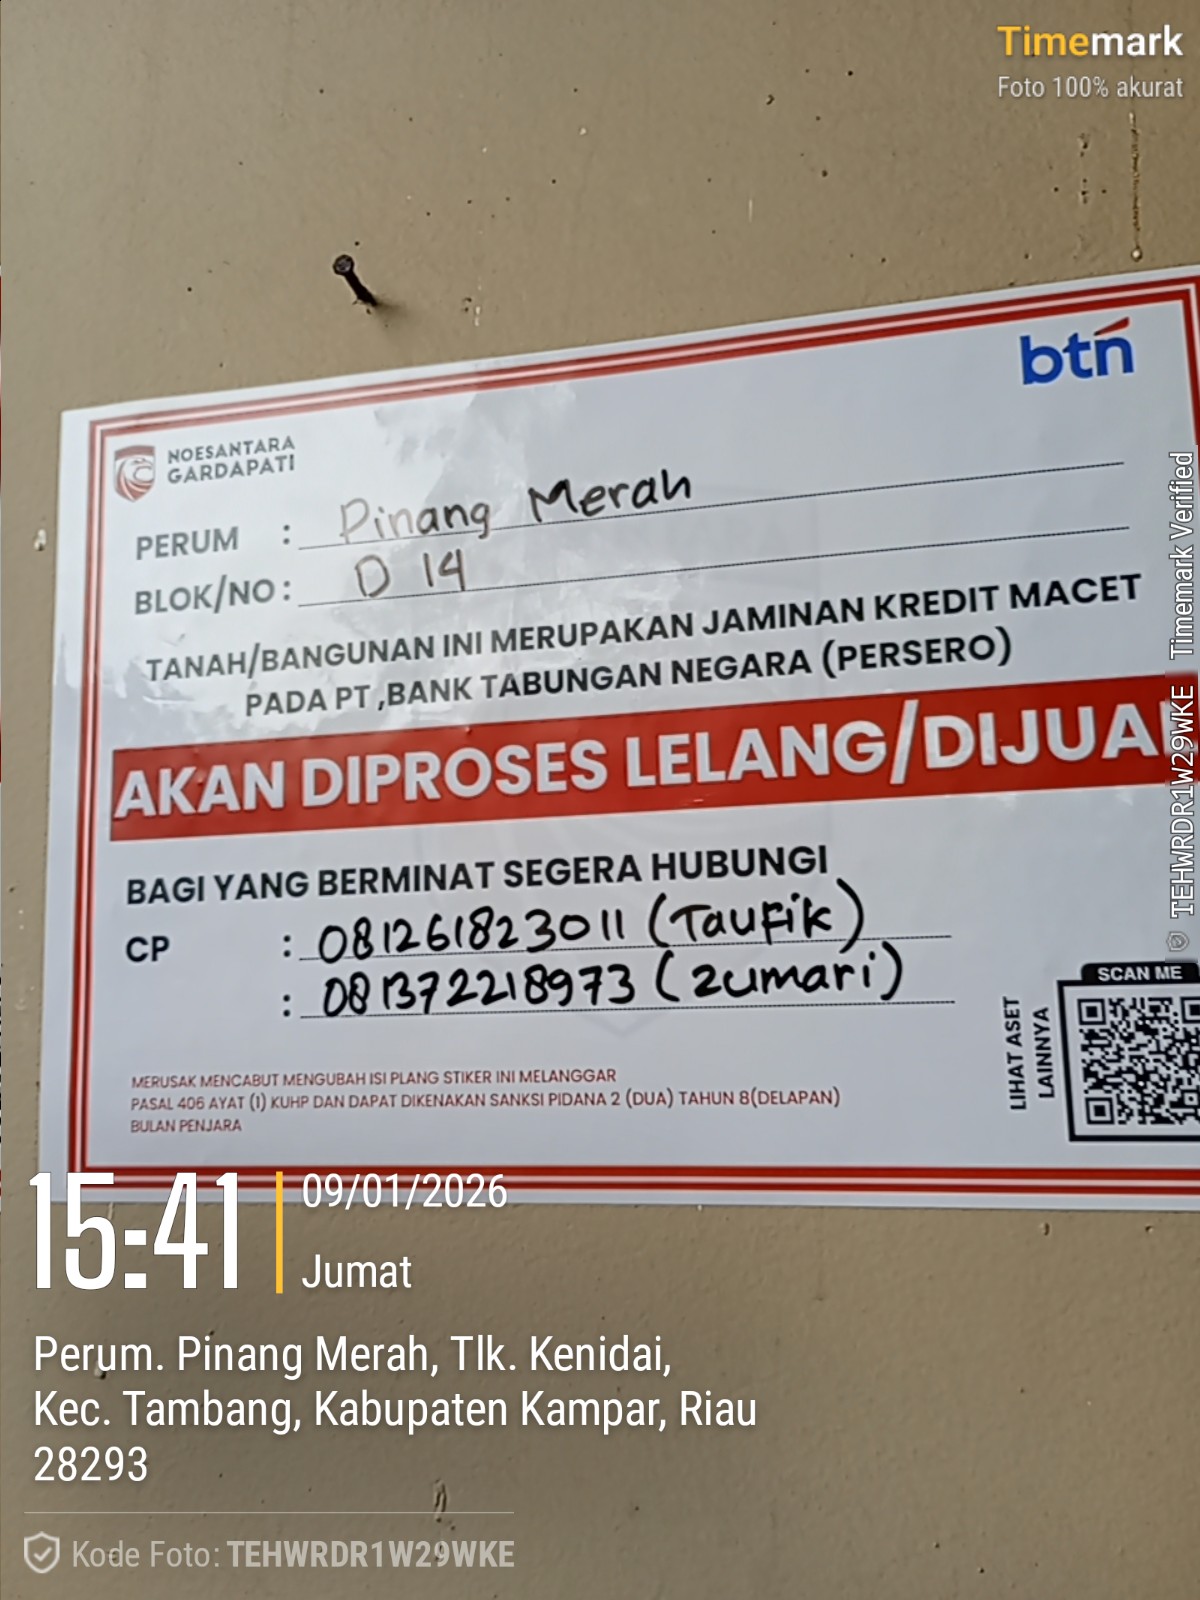 Timemark
Foto 100% akurat
btn
NOESANTARA
GARDAPATI
PERUM : Pinang Merah
BLOK/NO : D 14
TANAH/BANGUNAN INI MERUPAKAN JAMINAN KREDIT MACET
PADA PT ,BANK TABUNGAN NEGARA (PERSERO)
AKAN DIPROSES LELANG/DIJUAL
BAGI YANG BERMINAT SEGERA HUBUNGI
CP : 081261823011 (Taufik)
: 081372218973 (Zumari)
SCAN ME
LIHAT ASET
LAINNYA
MERUSAK MENCABUT MENGUBAH ISI PLANG STIKER INI MELANGGAR
PASAL 406 AYAT (1) KUHP DAN DAPAT DIKENAKAN SANKSI PIDANA 2 (DUA) TAHUN 8(DELAPAN)
BULAN PENJARA
TEHWRDR1W29WKE Timemark Verified
15:41
09/01/2026
Jumat
Perum. Pinang Merah, Tlk. Kenidai,
Kec. Tambang, Kabupaten Kampar, Riau
28293
Kode Foto: TEHWRDR1W29WKE